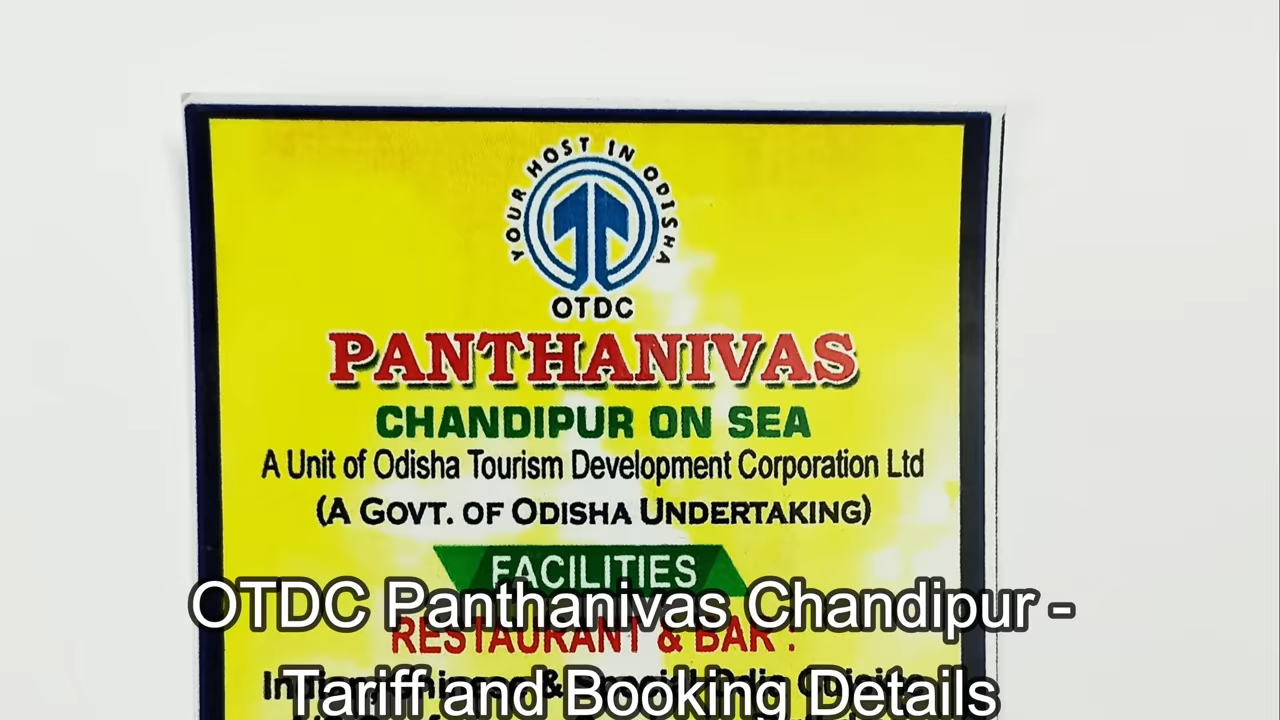 YOUR HOST IN ODISHA
OTDC
PANTHANIVAS
CHANDIPUR ON SEA
A Unit of Odisha Tourism Development Corporation Ltd
(A GOVT. OF ODISHA UNDERTAKING)
FACILITIES
OTDC Panthanivas Chandipur -
RESTAURANT & BAR :
Tariff and Booking Details